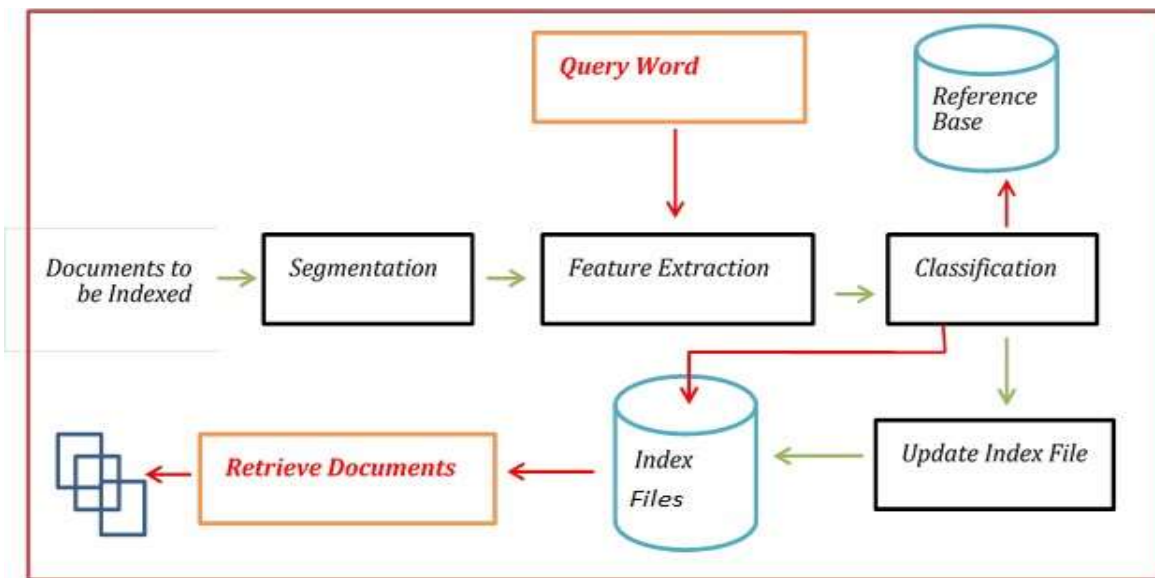 Query Word
Reference
Base
Documents to
be Indexed
Segmentation
Feature Extraction
Classification
Retrieve Documents
Index
Files
Update Index File